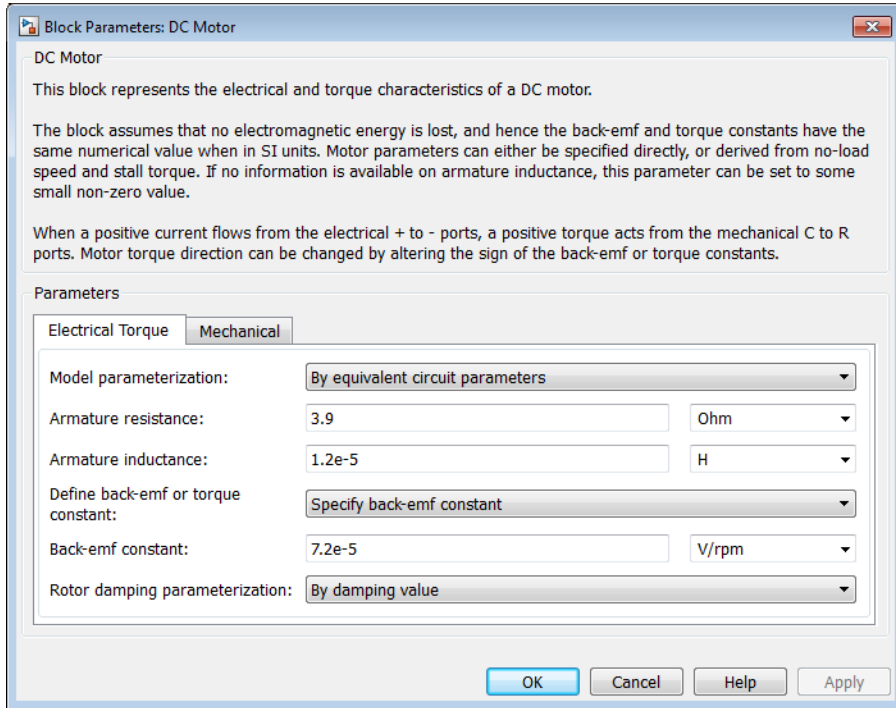 Block Parameters: DC Motor
DC Motor
This block represents the electrical and torque characteristics of a DC motor.
The block assumes that no electromagnetic energy is lost, and hence the back-emf and torque constants have the
same numerical value when in SI units. Motor parameters can either be specified directly, or derived from no-load
speed and stall torque. If no information is available on armature inductance, this parameter can be set to some
small non-zero value.
When a positive current flows from the electrical + to - ports, a positive torque acts from the mechanical C to R
ports. Motor torque direction can be changed by altering the sign of the back-emf or torque constants.
Parameters
Electrical Torque Mechanical
Model parameterization: By equivalent circuit parameters
Armature resistance: 3.9 Ohm
Armature inductance: 1.2e-5 H
Define back-emf or torque
constant: Specify back-emf constant
Back-emf constant: 7.2e-5 V/rpm
Rotor damping parameterization: By damping value
OK Cancel Help Apply